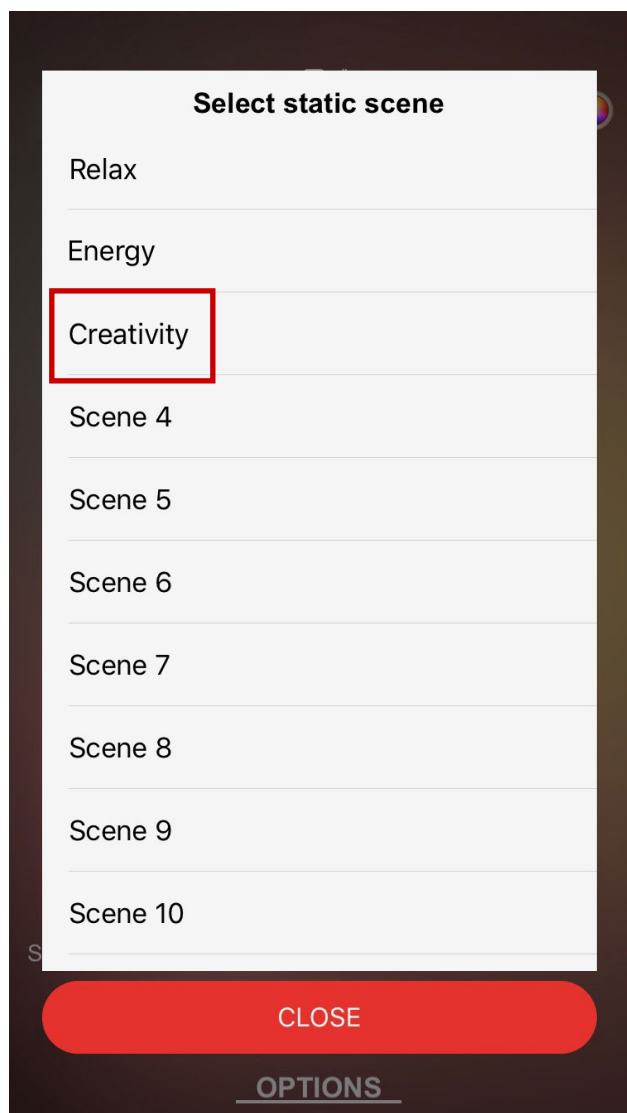 Select static scene
Relax
Energy
Creativity
Scene 4
Scene 5
Scene 6
Scene 7
Scene 8
Scene 9
Scene 10
S
CLOSE
OPTIONS